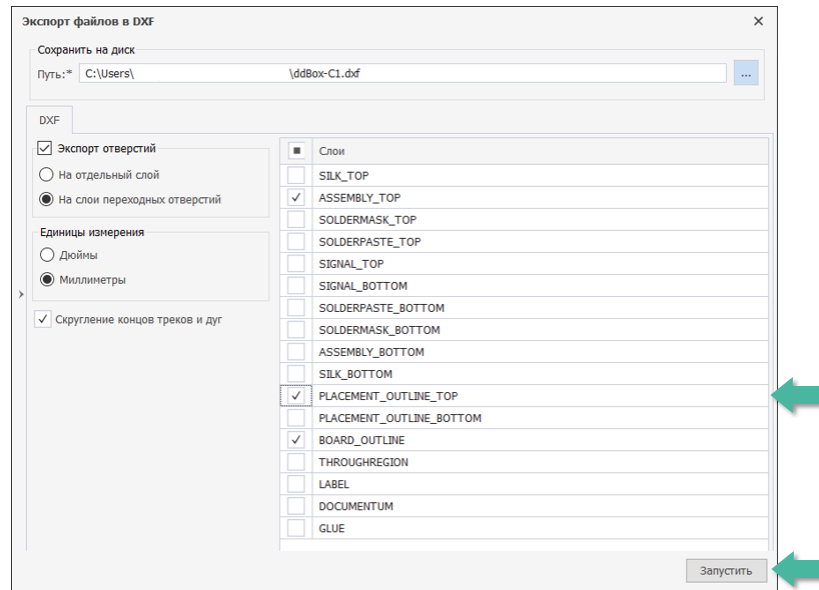 Экспорт файлов в DXF
Сохранить на диск
Путь:* C:\Users\ \ddBox-C1.dxf ...
DXF
Экспорт отверстий
На отдельный слой
На слои переходных отверстий
Единицы измерения
Дюймы
Миллиметры
Скругление концов треков и дуг
Слои
SILK_TOP
ASSEMBLY_TOP
SOLDERMASK_TOP
SOLDERPASTE_TOP
SIGNAL_TOP
SIGNAL_BOTTOM
SOLDERPASTE_BOTTOM
SOLDERMASK_BOTTOM
ASSEMBLY_BOTTOM
SILK_BOTTOM
PLACEMENT_OUTLINE_TOP
PLACEMENT_OUTLINE_BOTTOM
BOARD_OUTLINE
THROUGHREGION
LABEL
DOCUMENTUM
GLUE
Запустить